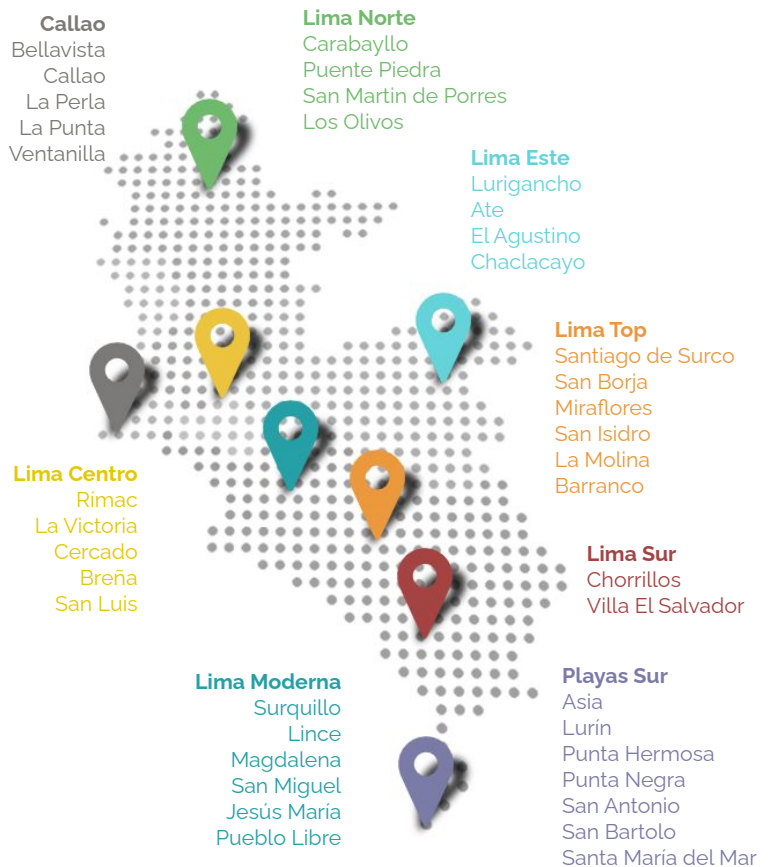 Callao
Bellavista
Callao
La Perla
La Punta
Ventanilla
Lima Norte
Carabayllo
Puente Piedra
San Martin de Porres
Los Olivos
Lima Este
Lurigancho
Ate
El Agustino
Chaclacayo
Lima Top
Santiago de Surco
San Borja
Miraflores
San Isidro
La Molina
Barranco
Lima Centro
Rímac
La Victoria
Cercado
Breña
San Luis
Lima Sur
Chorrillos
Villa El Salvador
Lima Moderna
Surquillo
Lince
Magdalena
San Miguel
Jesús María
Pueblo Libre
Playas Sur
Asia
Lurín
Punta Hermosa
Punta Negra
San Antonio
San Bartolo
Santa María del Mar